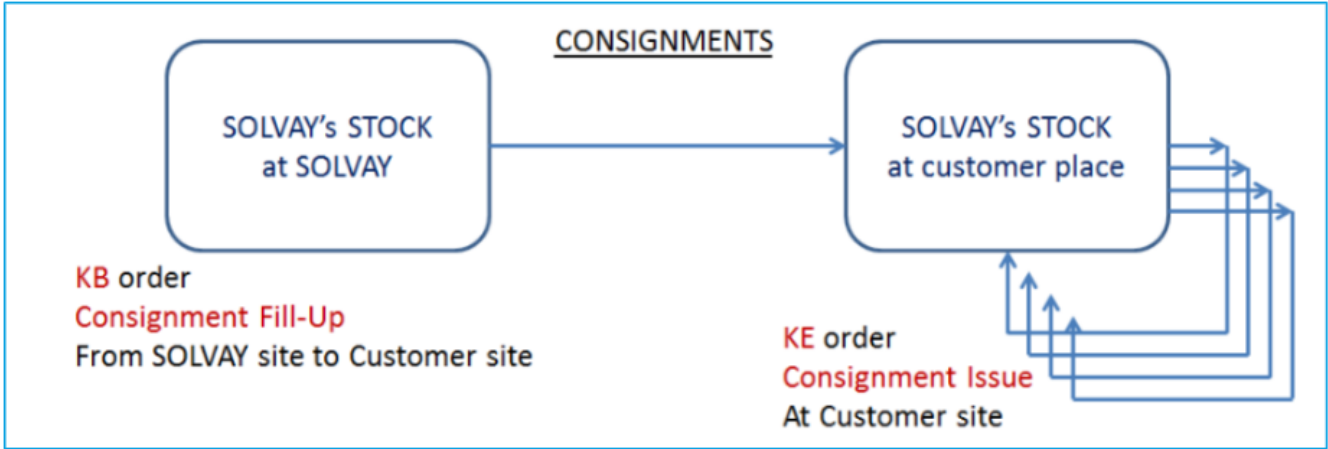 CONSIGNMENTS
SOLVAY's STOCK
at SOLVAY
SOLVAY's STOCK
at customer place
KB order
Consignment Fill-Up
From SOLVAY site to Customer site
KE order
Consignment Issue
At Customer site